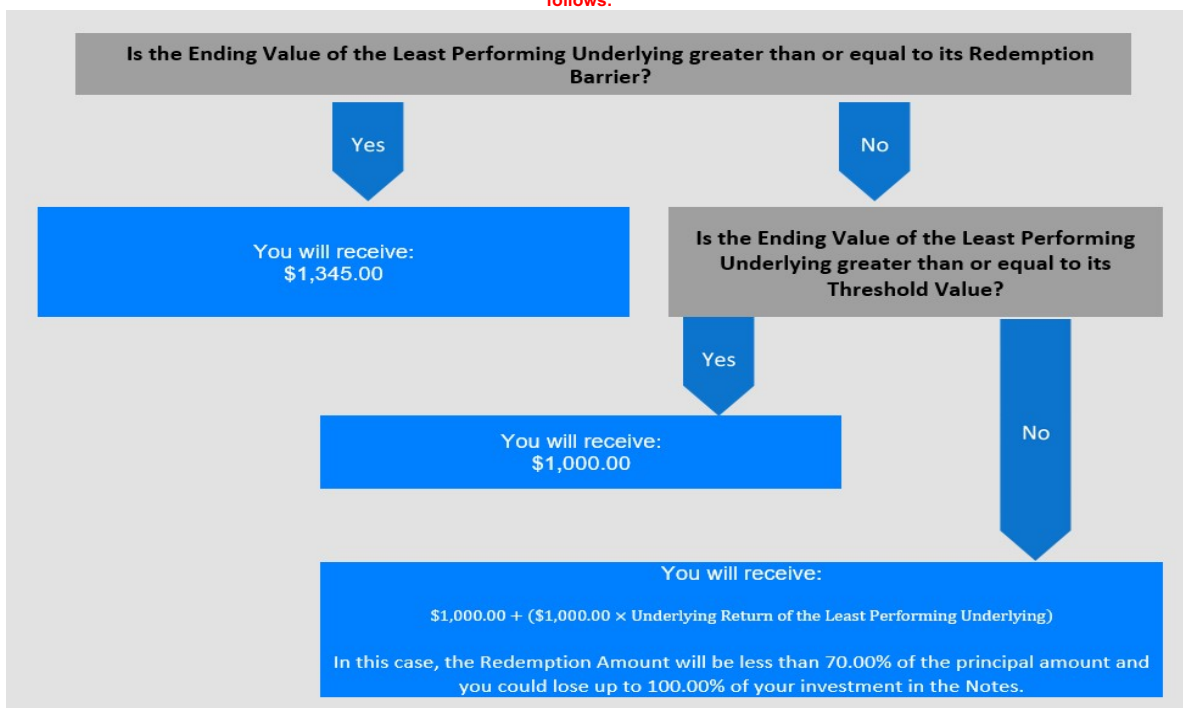 follows:
Is the Ending Value of the Least Performing Underlying greater than or equal to its Redemption
Barrier?
Yes
No
You will receive:
$1,345.00
Is the Ending Value of the Least Performing
Underlying greater than or equal to its
Threshold Value?
Yes
No
You will receive:
$1,000.00
You will receive:
$1,000.00 + ($1,000.00 × Underlying Return of the Least Performing Underlying)
In this case, the Redemption Amount will be less than 70.00% of the principal amount and
you could lose up to 100.00% of your investment in the Notes.